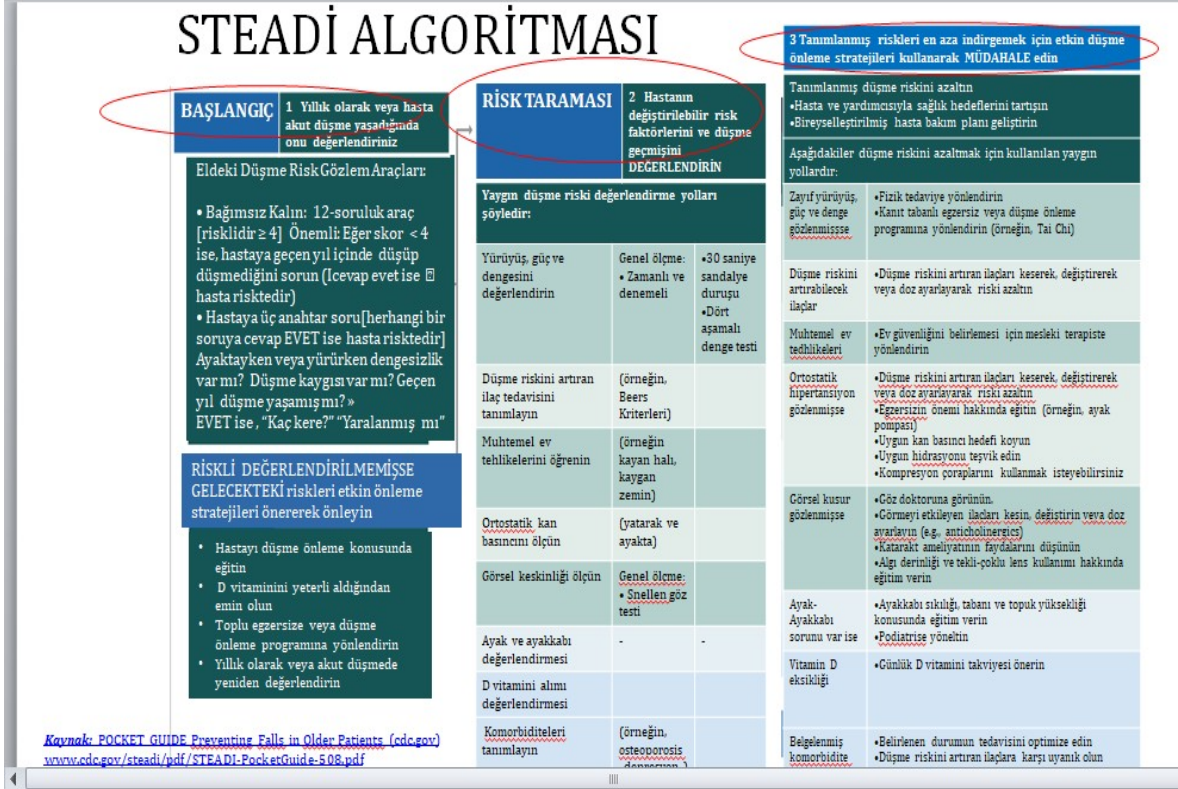 STEADİ ALGORİTMASI
BAŞLANGIÇ
1 Yıllık olarak veya hasta
akut düşme yaşadığında
onu değerlendiriniz
Eldeki Düşme Risk Gözlem Araçları:
• Bağımsız Kalın: 12-soruluk araç
[risklidir ≥ 4] Önemli: Eğer skor < 4
ise, hastaya geçen yıl içinde düşüp
düşmediğini sorun (Icevap evet ise
hasta risktedir)
• Hastaya üç anahtar soru[herhangi bir
soruya cevap EVET ise hasta risktedir]
Ayaktayken veya yürürken dengesizlik
var mı? Düşme kaygısı var mı? Geçen
yıl düşme yaşamış mı? »
EVET ise , “Kaç kere?” “Yaralanmış mı”
RİSKLİ DEĞERLENDİRİLMEMİŞSE
GELECEKTEKİ riskleri etkin önleme
stratejileri önererek önleyin
• Hastayı düşme önleme konusunda
eğitin
• D vitaminini yeterli aldığından
emin olun
• Toplu egzersize veya düşme
önleme programına yönlendirin
• Yıllık olarak veya akut düşmede
yeniden değerlendirin
Kaynak: POCKET GUIDE Preventing Falls in Older Patients (cdc.gov)
www.cdc.gov/steadi/pdf/STEADI-PocketGuide-508.pdf
RİSK TARAMASI
2 Hastanın
değiştirilebilir risk
faktörlerini ve düşme
geçmişini
DEĞERLENDİRİN
Yaygın düşme riski değerlendirme yolları
şöyledir:
Yürüyüş, güç ve
dengesini
değerlendirin
Genel ölçme:
• Zamanlı ve
denemeli
•30 saniye
sandalye
duruşu
•Dört
aşamalı
denge testi
Düşme riskini artıran
ilaç tedavisini
tanımlayın
(örneğin,
Beers
Kriterleri)
Muhtemel ev
tehlikelerini öğrenin
(örneğin
kayan halı,
kaygan
zemin)
Ortostatik kan
basıncını ölçün
(yatarak ve
ayakta)
Görsel keskinliği ölçün
Genel ölçme:
• Snellen göz
testi
Ayak ve ayakkabı
değerlendirmesi
-
-
D vitamini alımı
değerlendirmesi
Komorbiditeleri
tanımlayın
(örneğin,
osteoporosis
3 Tanımlanmış riskleri en aza indirgemek için etkin düşme
önleme stratejileri kullanarak MÜDAHALE edin
Tanımlanmış düşme riskini azaltın
•Hasta ve yardımcısıyla sağlık hedeflerini tartışın
•Bireyselleştirilmiş hasta bakım planı geliştirin
Aşağıdakiler düşme riskini azaltmak için kullanılan yaygın
yollardır:
Zayıf yürüyüş,
güç ve denge
gözlenmişsse
•Fizik tedaviye yönlendirin
•Kanıt tabanlı egzersiz veya düşme önleme
programına yönlendirin (örneğin, Tai Chi)
Düşme riskini
artırabilecek
ilaçlar
•Düşme riskini artıran ilaçları keserek, değiştirerek
veya doz ayarlayarak riski azaltın
Muhtemel ev
tedhlikeleri
•Ev güvenliğini belirlemesi için mesleki terapiste
yönlendirin
Ortostatik
hipertansiyon
gözlenmişse
•Düşme riskini artıran ilaçları keserek, değiştirerek
veya doz ayarlayarak riski azaltın
•Egzersizin önemi hakkında eğitin (örneğin, ayak
pompası)
•Uygun kan basıncı hedefi koyun
•Uygun hidrasyonu teşvik edin
•Kompresyon çoraplarını kullanmak isteyebilirsiniz
Görsel kusur
gözlenmişse
•Göz doktoruna görünün.
•Görmeyi etkileyen ilaçları kesin, değiştirin veya doz
ayarlayın (e.g., anticholinergics)
•Katarakt ameliyatının faydalarını düşünün
•Algı derinliği ve tekli-çoklu lens kullanımı hakkında
eğitim verin
Ayak-
Ayakkabı
sorunu var ise
•Ayakkabı sıkılığı, tabanı ve topuk yüksekliği
konusunda eğitim verin
•Podiatrise yöneltin
Vitamin D
eksikliği
•Günlük D vitamini takviyesi önerin
Belgelenmiş
komorbidite
•Belirlenen durumun tedavisini optimize edin
•Düşme riskini artıran ilaçlara karşı uyanık olun